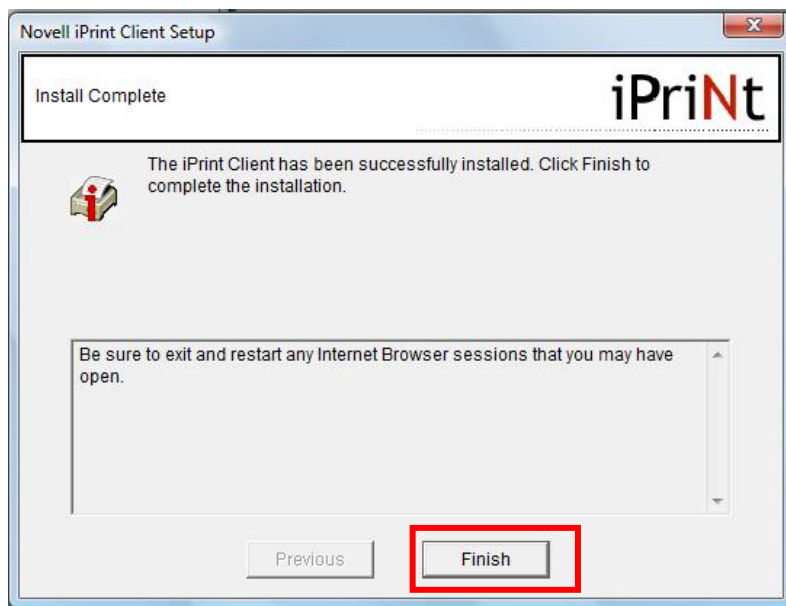 Novell iPrint Client Setup
Install Complete
iPriNt
The iPrint Client has been successfully installed. Click Finish to
complete the installation.
Be sure to exit and restart any Internet Browser sessions that you may have
open.
Previous
Finish